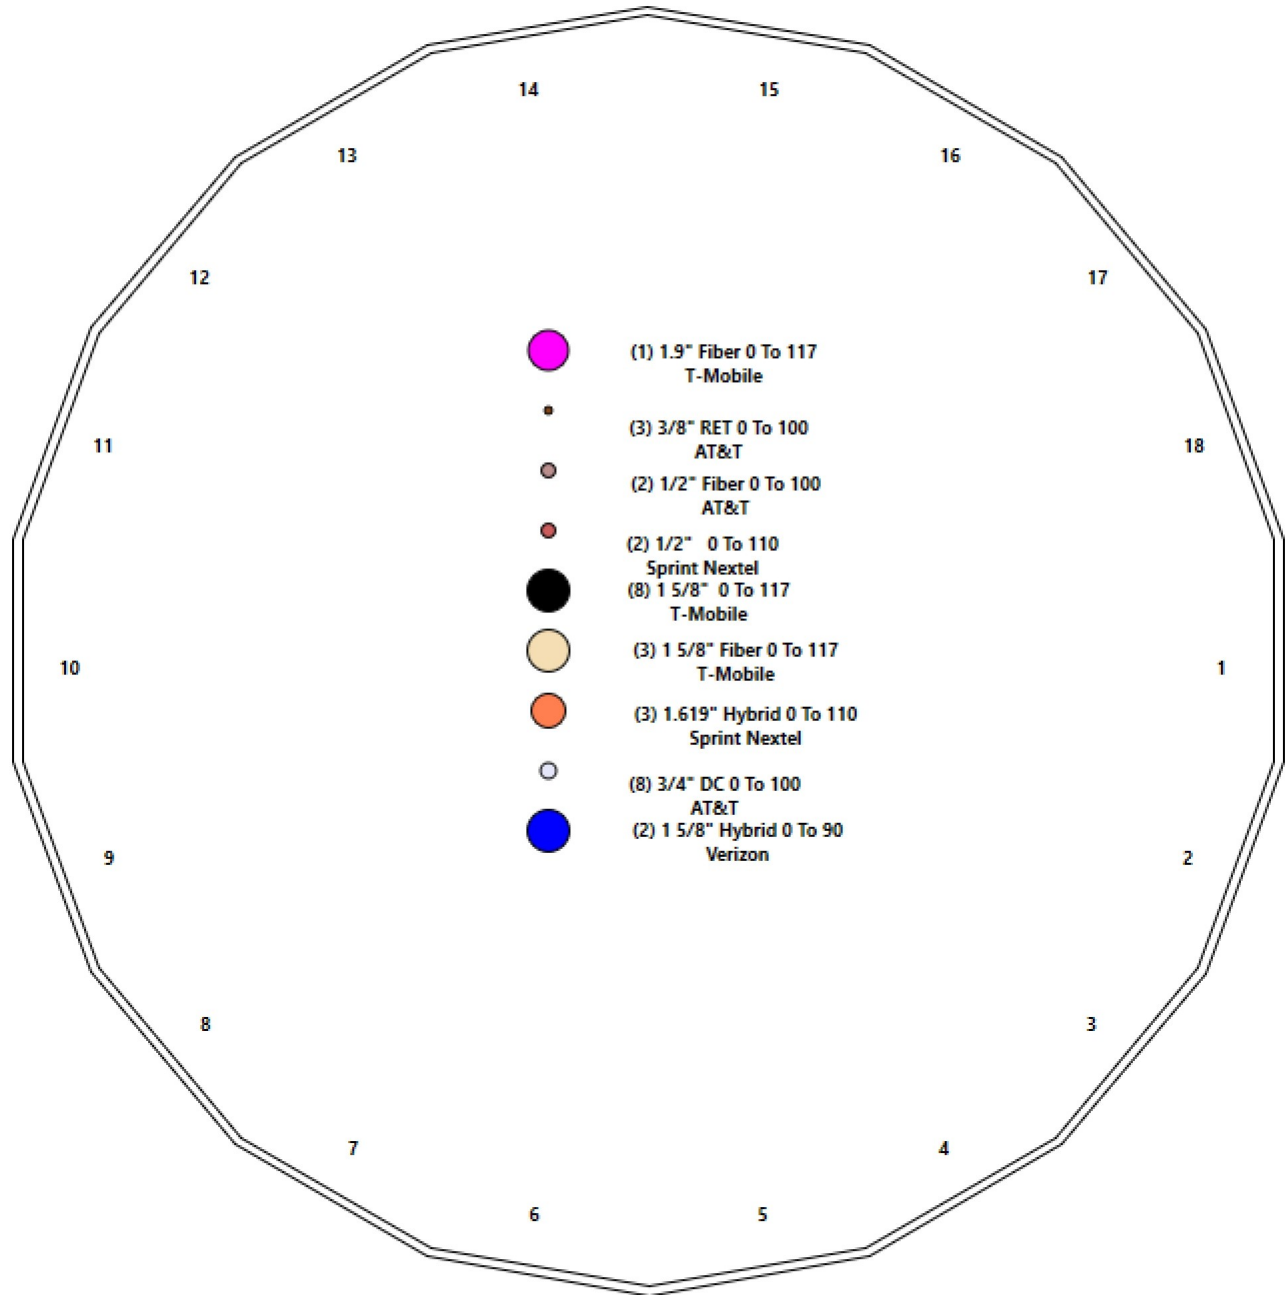 14
15
13
16
12
17
(1) 1.9" Fiber 0 To 117
T-Mobile
(3) 3/8" RET 0 To 100
AT&T
11
18
(2) 1/2" Fiber 0 To 100
AT&T
(2) 1/2"   0 To 110
Sprint Nextel
(8) 1 5/8"  0 To 117
T-Mobile
(3) 1 5/8" Fiber 0 To 117
T-Mobile
10
1
(3) 1.619" Hybrid 0 To 110
Sprint Nextel
(8) 3/4" DC 0 To 100
AT&T
(2) 1 5/8" Hybrid 0 To 90
Verizon
9
2
8
3
7
4
6
5